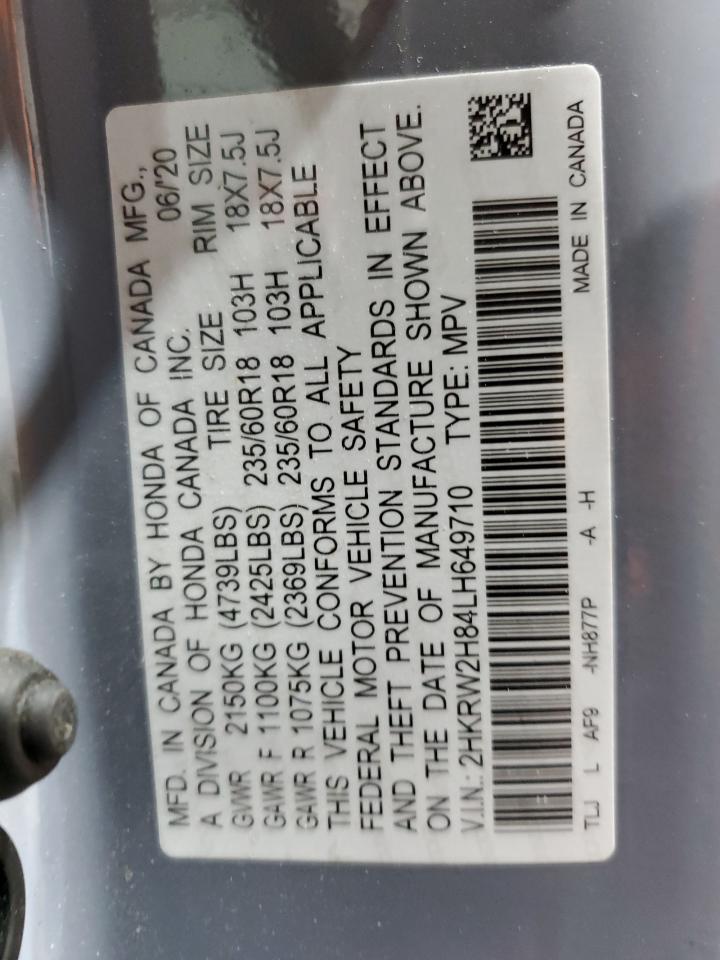 MFD. IN CANADA BY HONDA OF CANADA MFG.,
A DIVISION OF HONDA CANADA INC. 06/'20
GVWR 2150KG (4739LBS) TIRE SIZE RIM SIZE
GAWR F 1100KG (2425LBS) 235/60R18 103H 18X7.5J
GAWR R 1075KG (2369LBS) 235/60R18 103H 18X7.5J
THIS VEHICLE CONFORMS TO ALL APPLICABLE
FEDERAL MOTOR VEHICLE SAFETY
AND THEFT PREVENTION STANDARDS IN EFFECT
ON THE DATE OF MANUFACTURE SHOWN ABOVE.
V.I.N.: 2HKRW2H84LH649710 TYPE: MPV
TLJ L AF9 -NH877P -A -H MADE IN CANADA